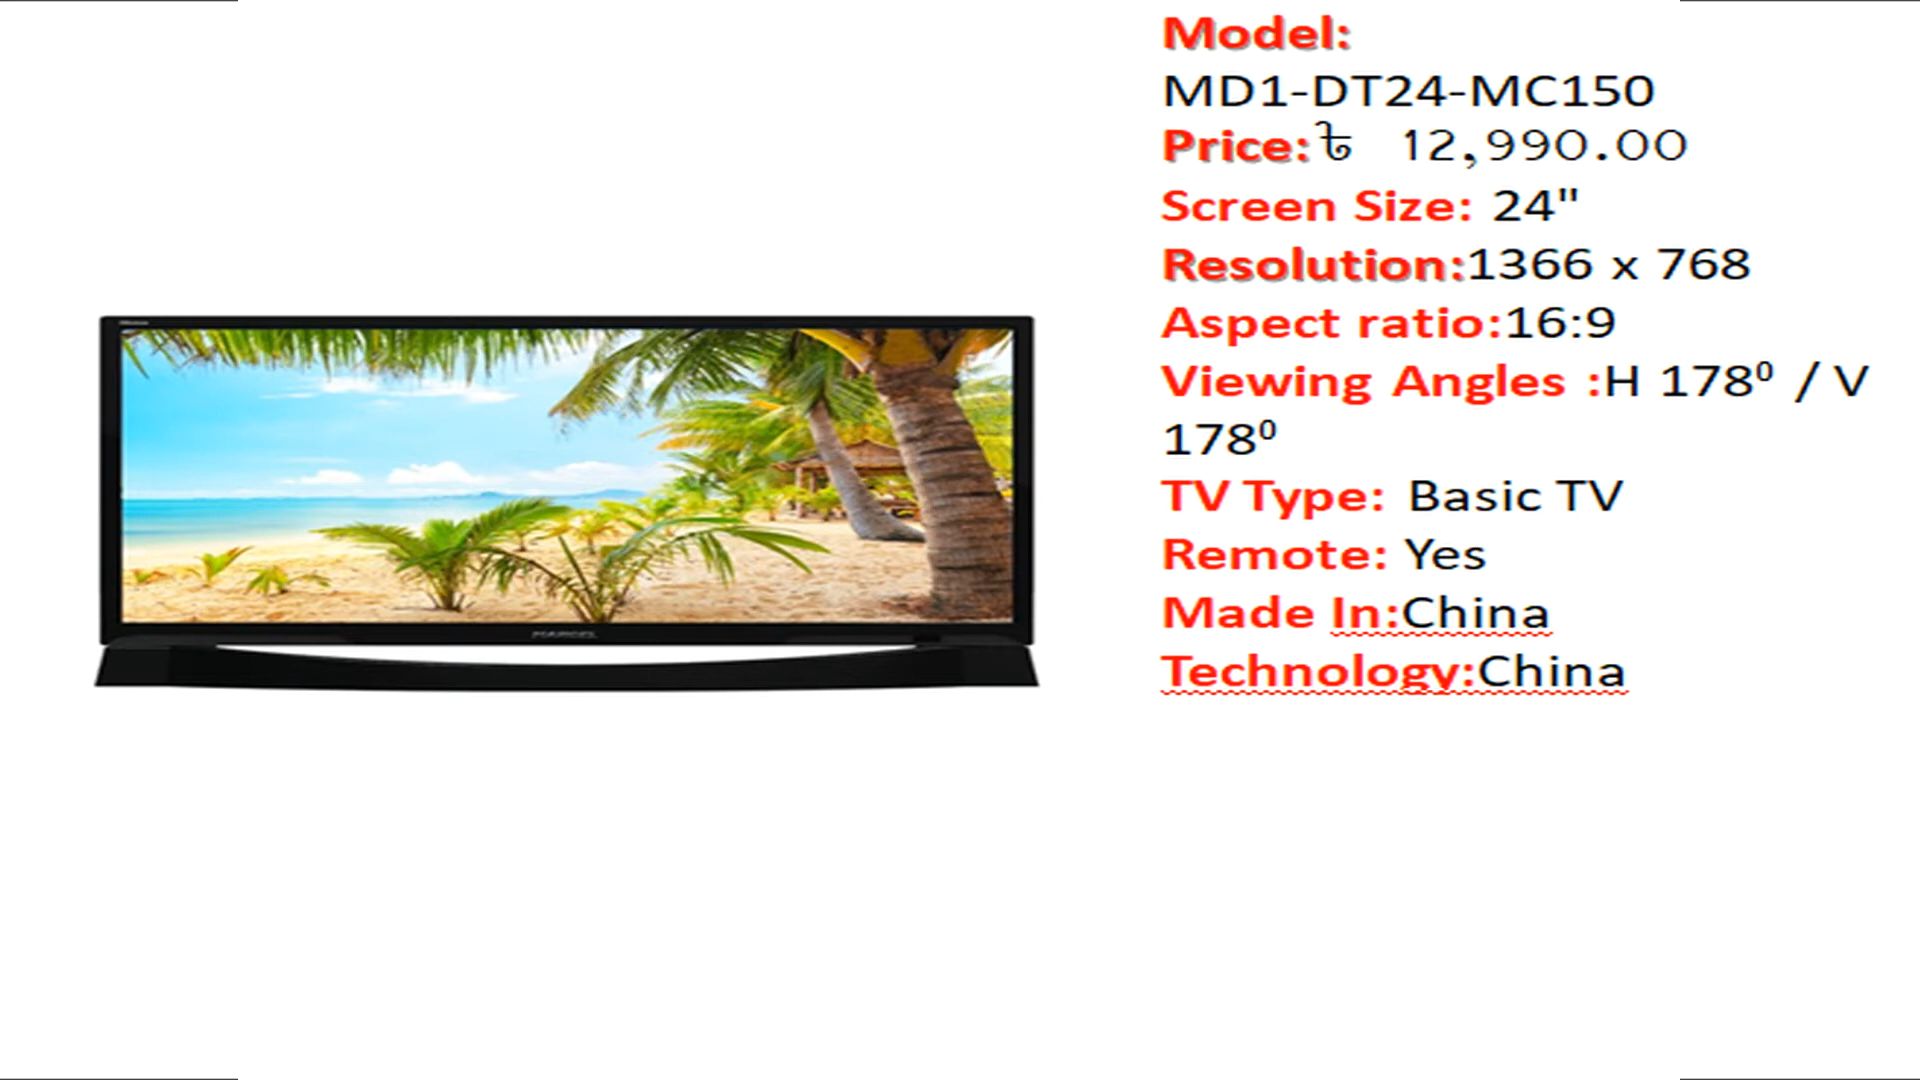 Model:
MD1-DT24-MC150
Price:৳ 12,990.00
Screen Size: 24"
Resolution:1366 x 768
Aspect ratio:16:9
Viewing Angles :H 178⁰ / V
178⁰
TV Type: Basic TV
Remote: Yes
Made In:China
Technology:China
MARCEL